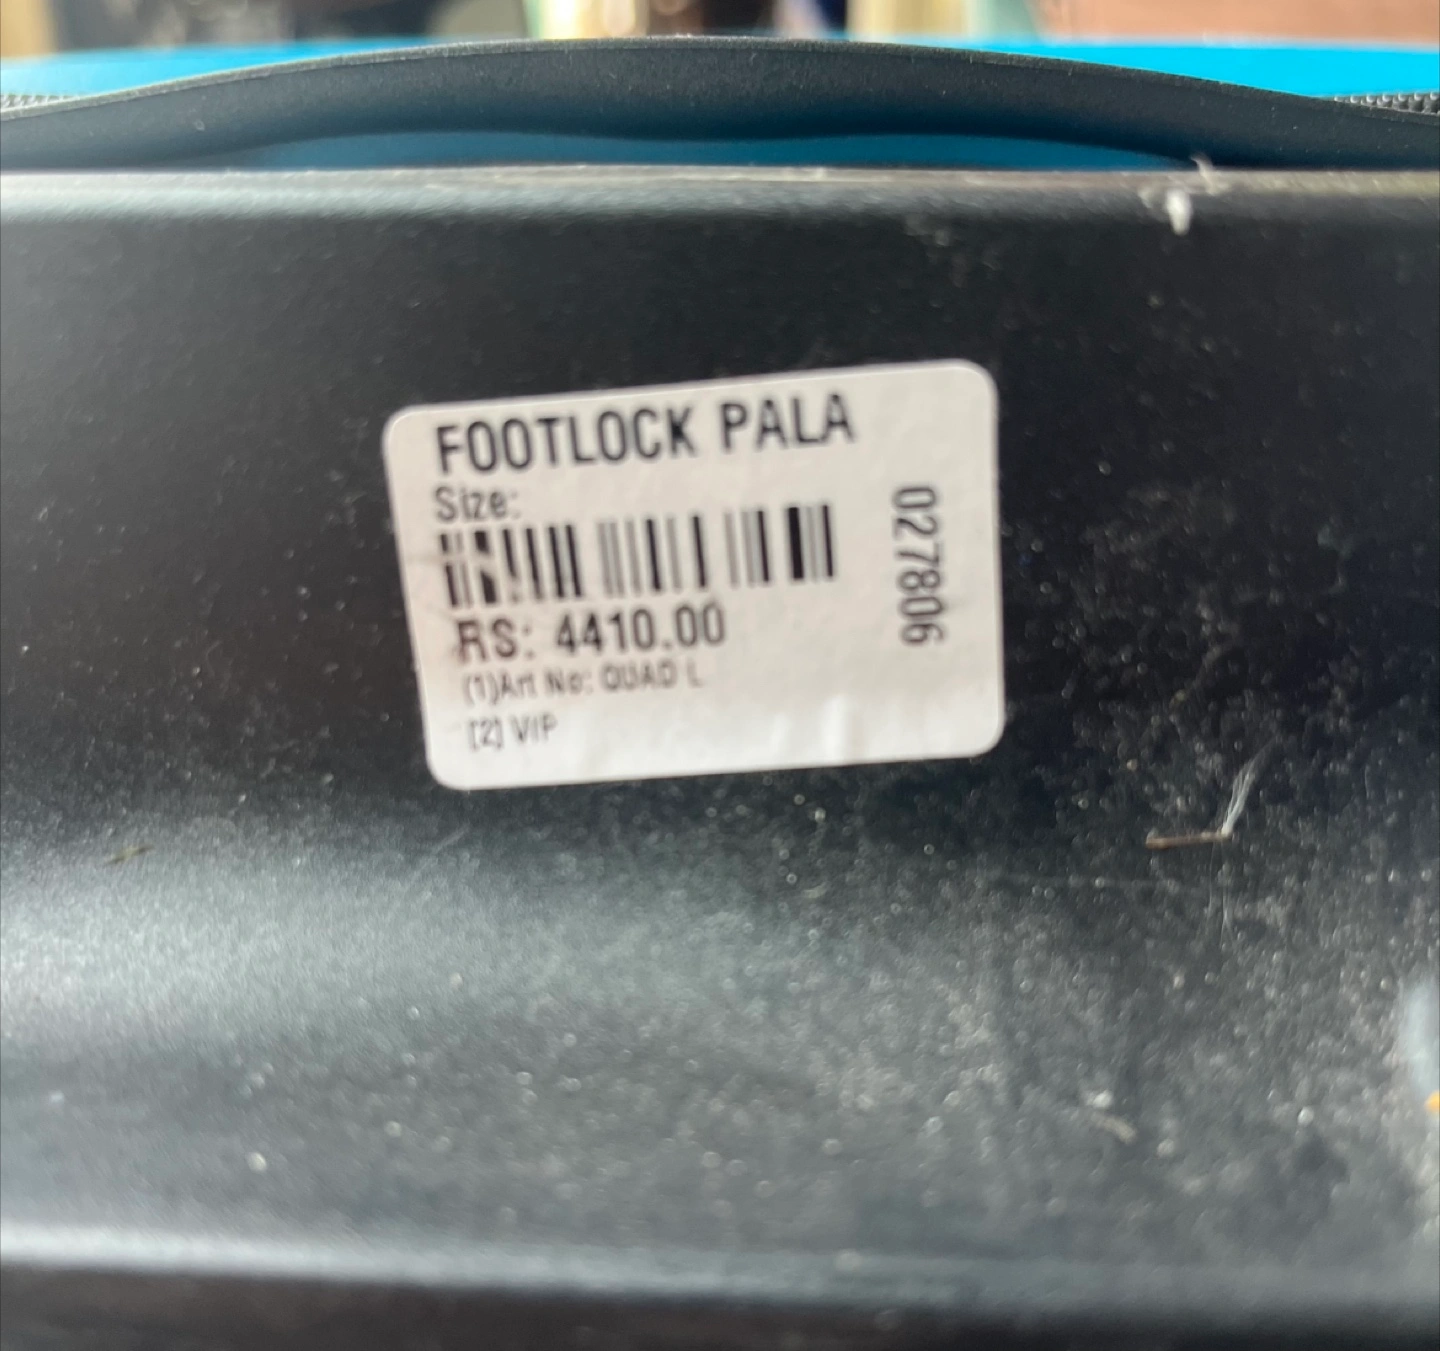 FOOTLOCK PALA
Size:
RS: 4410.00
(1)Art No: QUAD L
[2] VIP
027806